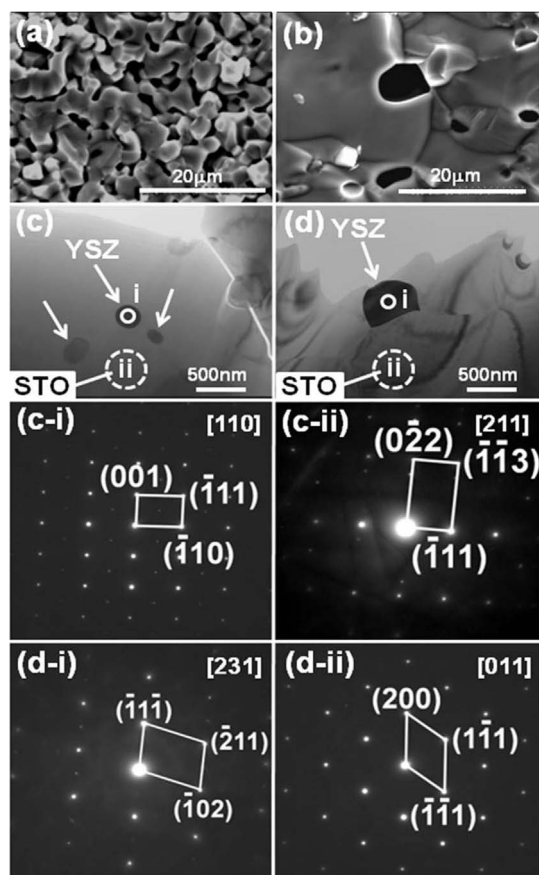 (a)
20μm
(b)
20μm
(c)
YSZ
i
ii
STO
500nm
(d)
YSZ
i
ii
STO
500nm
(c-i) [110]
(001)
(1̄11)
(1̄10)
(c-ii) [211]
(02̄2)
(1̄1̄3)
(1̄11)
(d-i) [231]
(1̄11̄)
(2̄11)
(1̄02)
(d-ii) [011]
(200)
(11̄1)
(1̄1̄1)